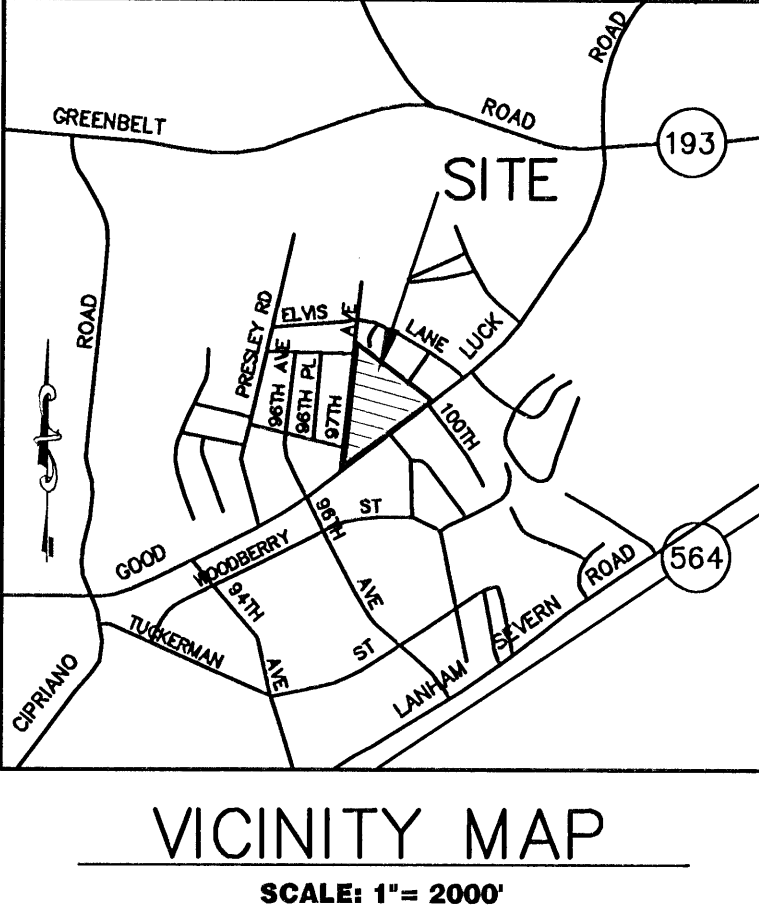 ROAD
GREENBELT
ROAD
193
SITE
ROAD
PRESLEY RD
ELVIS
AVE
LANE
LUCK
96TH AVE
96TH PL
97TH
100TH
GOOD
WOODBERRY
ST
96TH
AVE
94TH
AVE
TUCKERMAN
ST
CIPRIANO
LANHAM
SEVERN
ROAD
564
VICINITY MAP
SCALE: 1"= 2000'